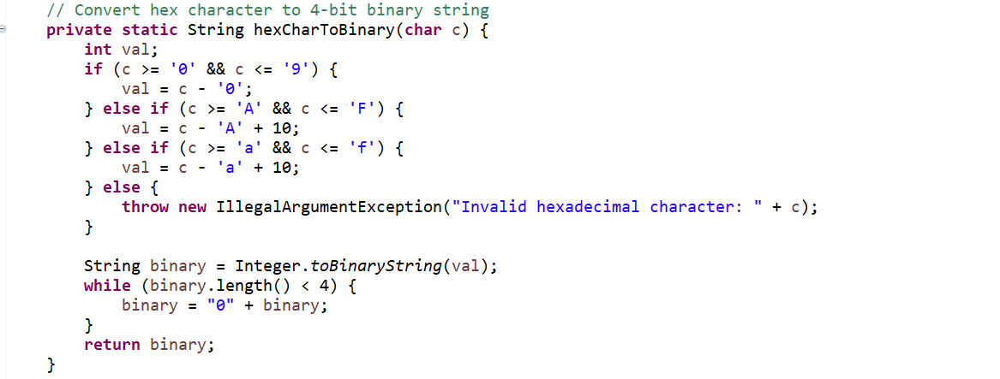 // Convert hex character to 4-bit binary string
private static String hexCharToBinary(char c) {
    int val;
    if (c >= '0' && c <= '9') {
        val = c - '0';
    } else if (c >= 'A' && c <= 'F') {
        val = c - 'A' + 10;
    } else if (c >= 'a' && c <= 'f') {
        val = c - 'a' + 10;
    } else {
        throw new IllegalArgumentException("Invalid hexadecimal character: " + c);
    }

    String binary = Integer.toBinaryString(val);
    while (binary.length() < 4) {
        binary = "0" + binary;
    }
    return binary;
}